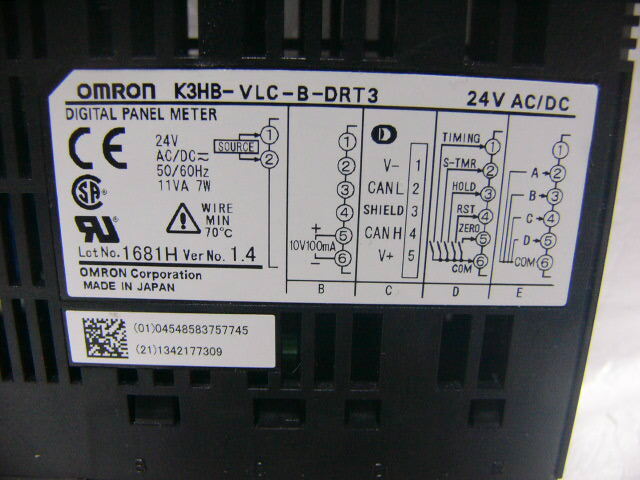 OMRON K3HB-VLC-B-DRT3 24V AC/DC
DIGITAL PANEL METER
CE
24V
AC/DC≂
50/60Hz
11VA 7W
SOURCE
1
2
WIRE
MIN
70℃
Lot No. 1681H Ver No. 1.4
OMRON Corporation
MADE IN JAPAN
1
2
3
4
+ 5
10V100mA
− 6
B
D
V- 1
CAN L 2
SHIELD 3
CAN H 4
V+ 5
C
TIMING 1
S-TMR 2
HOLD 3
RST 4
ZERO 5
COM 6
D
1
A 2
B 3
C 4
D 5
COM 6
E
(01)04548583757745
(21)1342177309